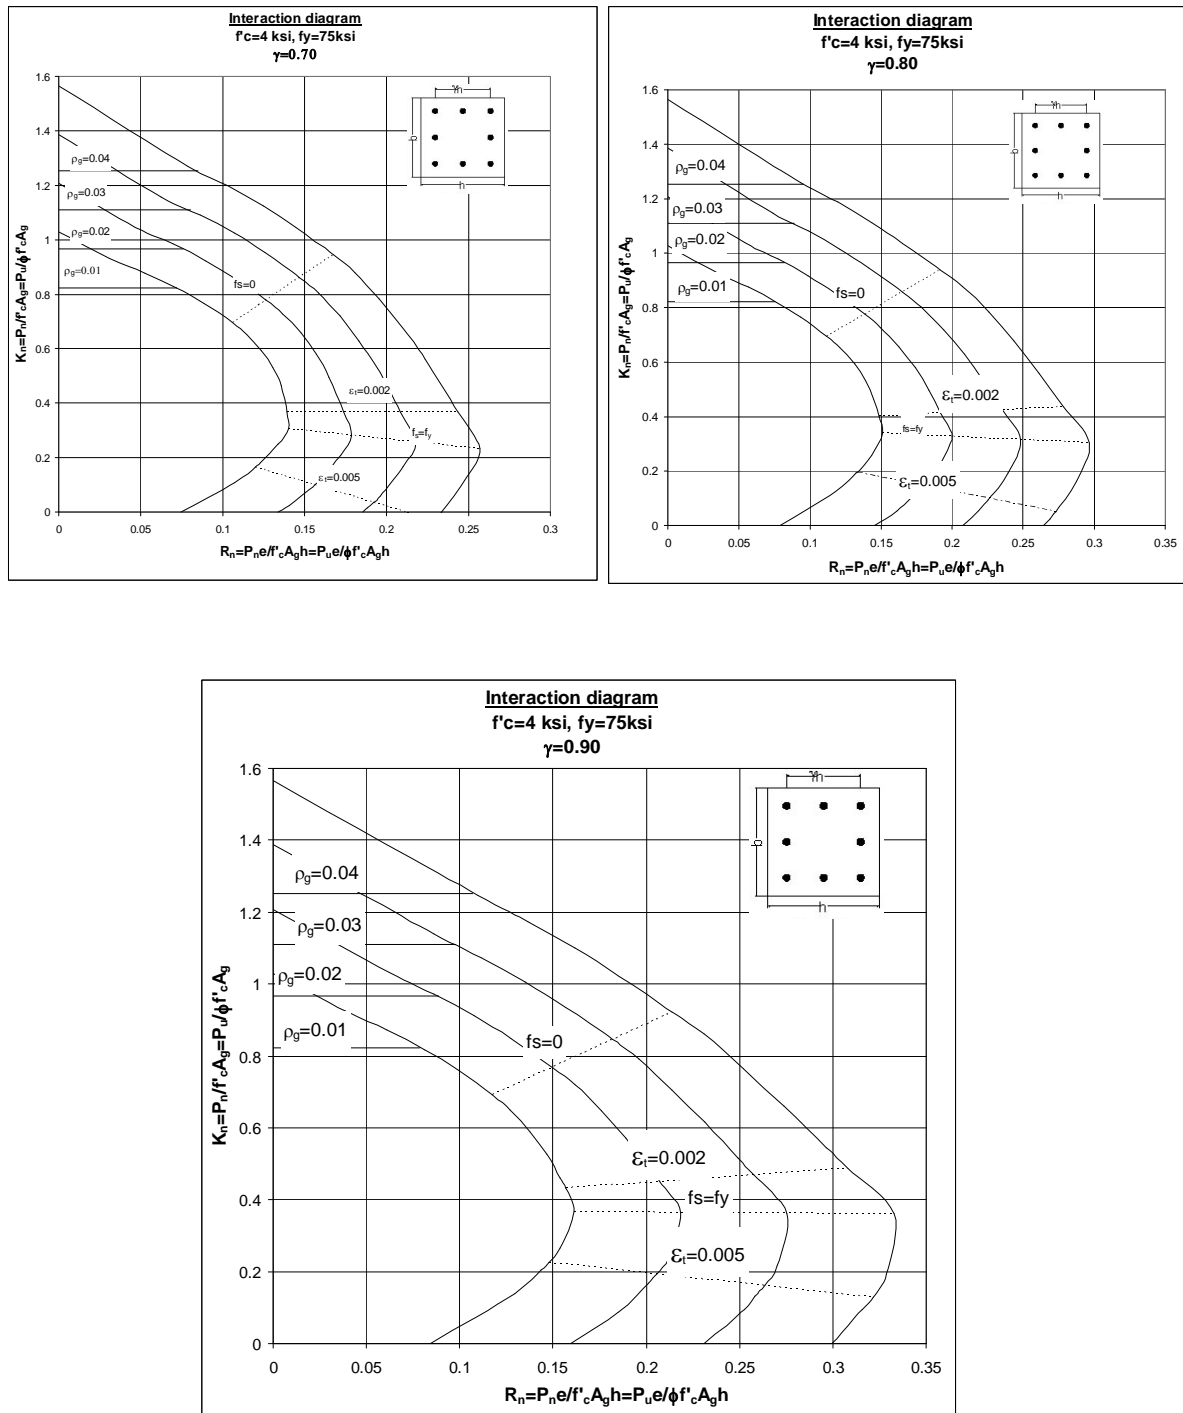 Interaction diagram
f'c=4 ksi, fy=75ksi
γ=0.70
1.6
1.4
1.2
1
0.8
0.6
0.4
0.2
0
Kn=Pn/f'cAg=Pu/ϕf'cAg
ρg=0.04
ρg=0.03
ρg=0.02
ρg=0.01
fs=0
εt=0.002
fs=fy
εt=0.005
γh
b
h
0 0.05 0.1 0.15 0.2 0.25 0.3
Rn=Pne/f'cAgh=Pue/ϕf'cAgh
Interaction diagram
f'c=4 ksi, fy=75ksi
γ=0.80
1.6
1.4
1.2
1
0.8
0.6
0.4
0.2
0
Kn=Pn/f'cAg=Pu/ϕf'cAg
ρg=0.04
ρg=0.03
ρg=0.02
ρg=0.01
fs=0
εt=0.002
fs=fy
εt=0.005
γh
b
h
0 0.05 0.1 0.15 0.2 0.25 0.3 0.35
Rn=Pne/f'cAgh=Pue/ϕf'cAgh
Interaction diagram
f'c=4 ksi, fy=75ksi
γ=0.90
1.6
1.4
1.2
1
0.8
0.6
0.4
0.2
0
Kn=Pn/f'cAg=Pu/ϕf'cAg
ρg=0.04
ρg=0.03
ρg=0.02
ρg=0.01
fs=0
εt=0.002
fs=fy
εt=0.005
γh
b
h
0 0.05 0.1 0.15 0.2 0.25 0.3 0.35
Rn=Pne/f'cAgh=Pue/ϕf'cAgh